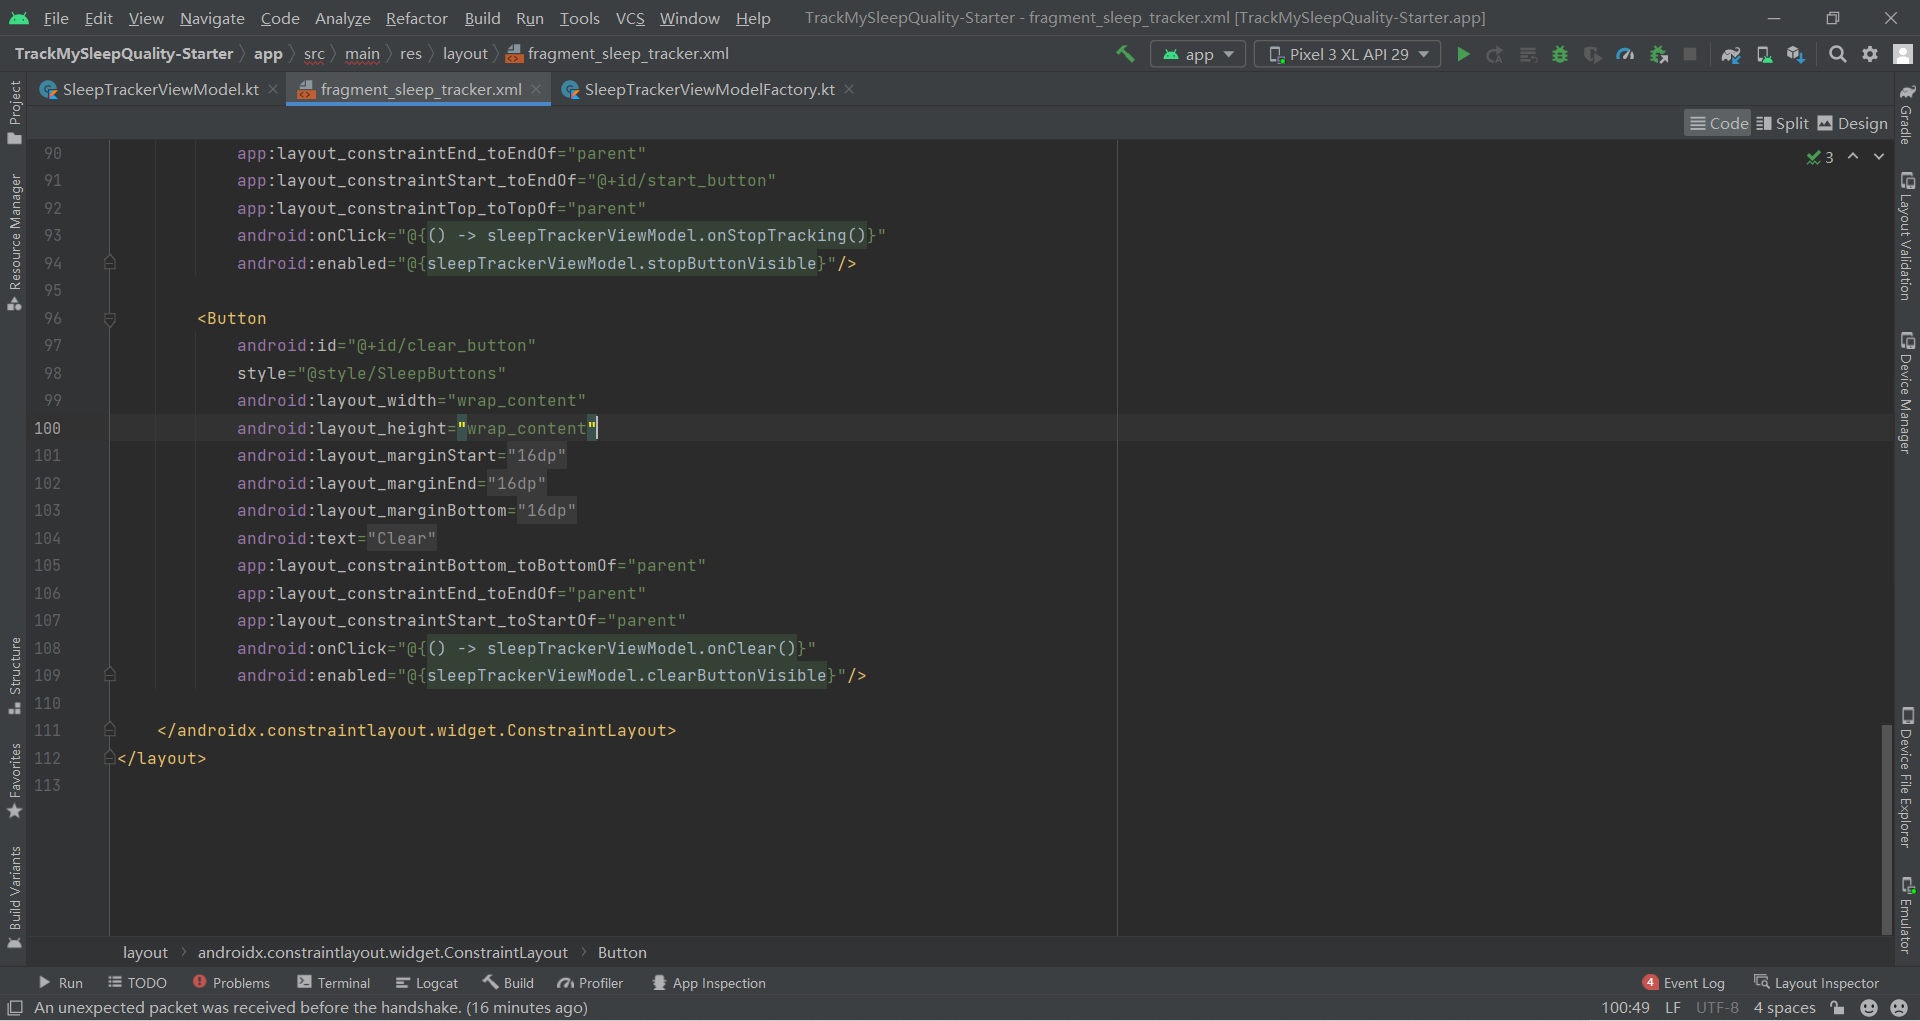 File Edit View Navigate Code Analyze Refactor Build Run Tools VCS Window Help TrackMySleepQuality-Starter - fragment_sleep_tracker.xml [TrackMySleepQuality-Starter.app]
TrackMySleepQuality-Starter app src main res layout fragment_sleep_tracker.xml app Pixel 3 XL API 29
SleepTrackerViewModel.kt fragment_sleep_tracker.xml SleepTrackerViewModelFactory.kt
Code Split Design
3
90 app:layout_constraintEnd_toEndOf="parent"
91 app:layout_constraintStart_toEndOf="@+id/start_button"
92 app:layout_constraintTop_toTopOf="parent"
93 android:onClick="@{() -> sleepTrackerViewModel.onStopTracking()}"
94 android:enabled="@{sleepTrackerViewModel.stopButtonVisible}"/>
95
96 <Button
97 android:id="@+id/clear_button"
98 style="@style/SleepButtons"
99 android:layout_width="wrap_content"
100 android:layout_height="wrap_content"
101 android:layout_marginStart="16dp"
102 android:layout_marginEnd="16dp"
103 android:layout_marginBottom="16dp"
104 android:text="Clear"
105 app:layout_constraintBottom_toBottomOf="parent"
106 app:layout_constraintEnd_toEndOf="parent"
107 app:layout_constraintStart_toStartOf="parent"
108 android:onClick="@{() -> sleepTrackerViewModel.onClear()}"
109 android:enabled="@{sleepTrackerViewModel.clearButtonVisible}"/>
110
111 </androidx.constraintlayout.widget.ConstraintLayout>
112 </layout>
113
Project
Resource Manager
Structure
Favorites
Build Variants
Gradle
Layout Validation
Device Manager
Device File Explorer
Emulator
layout androidx.constraintlayout.widget.ConstraintLayout Button
Run TODO Problems Terminal Logcat Build Profiler App Inspection 4 Event Log Layout Inspector
An unexpected packet was received before the handshake. (16 minutes ago) 100:49 LF UTF-8 4 spaces